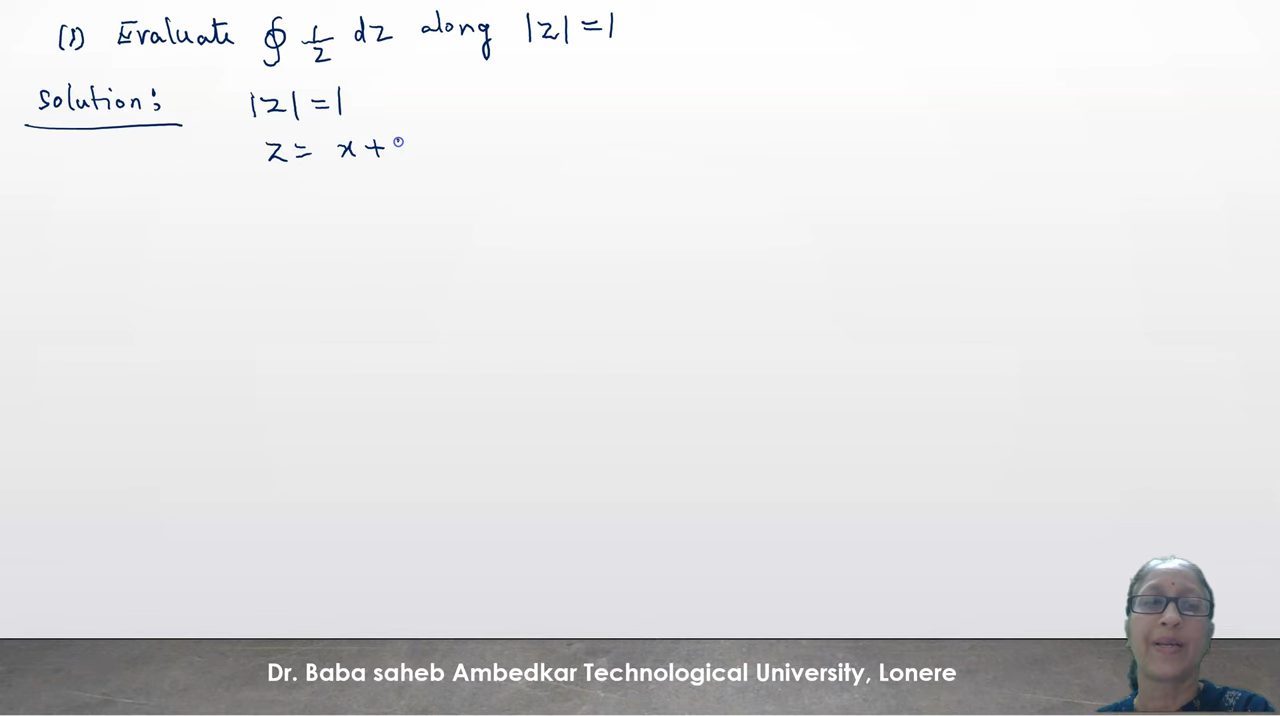 (1) Evaluate ∮ 1/z dz along |z| = 1
Solution: |z| = 1
z = x +
Dr. Baba saheb Ambedkar Technological University, Lonere